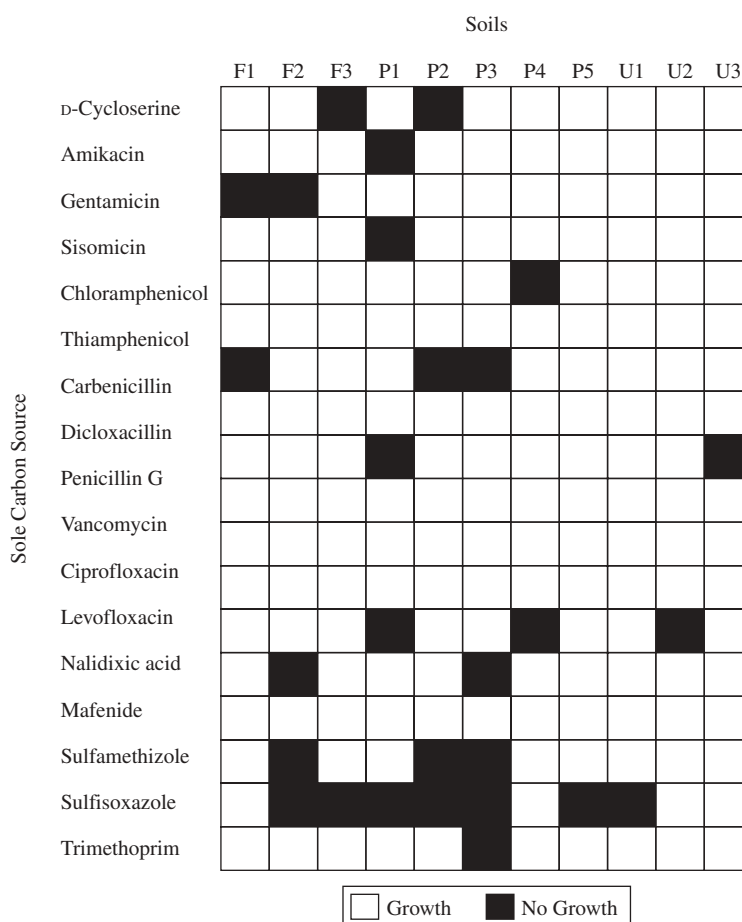 Soils
F1 F2 F3 P1 P2 P3 P4 P5 U1 U2 U3
Sole Carbon Source
D-Cycloserine
Amikacin
Gentamicin
Sisomicin
Chloramphenicol
Thiamphenicol
Carbenicillin
Dicloxacillin
Penicillin G
Vancomycin
Ciprofloxacin
Levofloxacin
Nalidixic acid
Mafenide
Sulfamethizole
Sulfisoxazole
Trimethoprim
Growth No Growth